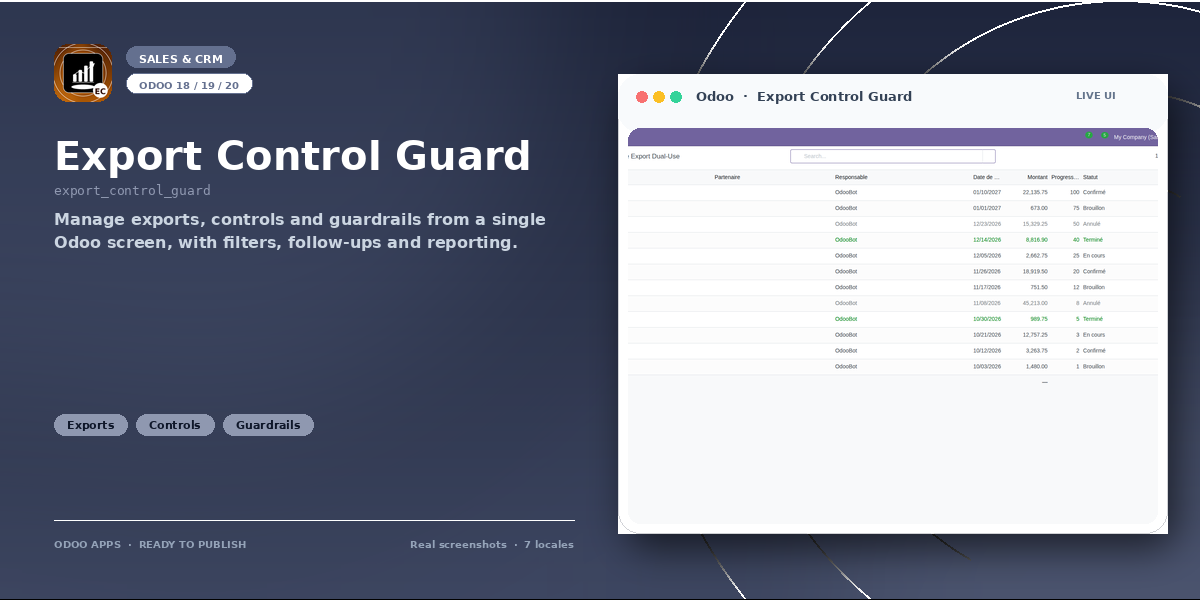 EC
SALES & CRM
ODOO 18 / 19 / 20
Export Control Guard
export_control_guard
Manage exports, controls and guardrails from a single
Odoo screen, with filters, follow-ups and reporting.
Exports Controls Guardrails
ODOO APPS · READY TO PUBLISH
Real screenshots · 7 locales
Odoo · Export Control Guard
LIVE UI
My Company (Sa
Export Dual-Use
Search...
1
Partenaire Responsable Date de ... Montant Progress... Statut
OdooBot 01/10/2027 22,135.75 100 Confirmé
OdooBot 01/01/2027 673.00 75 Brouillon
OdooBot 12/23/2026 15,329.25 50 Annulé
OdooBot 12/14/2026 8,816.90 40 Terminé
OdooBot 12/05/2026 2,662.75 25 En cours
OdooBot 11/26/2026 18,919.50 20 Confirmé
OdooBot 11/17/2026 751.50 12 Brouillon
OdooBot 11/08/2026 45,213.00 8 Annulé
OdooBot 10/30/2026 989.75 5 Terminé
OdooBot 10/21/2026 12,757.25 3 En cours
OdooBot 10/12/2026 3,263.75 2 Confirmé
OdooBot 10/03/2026 1,480.00 1 Brouillon
—